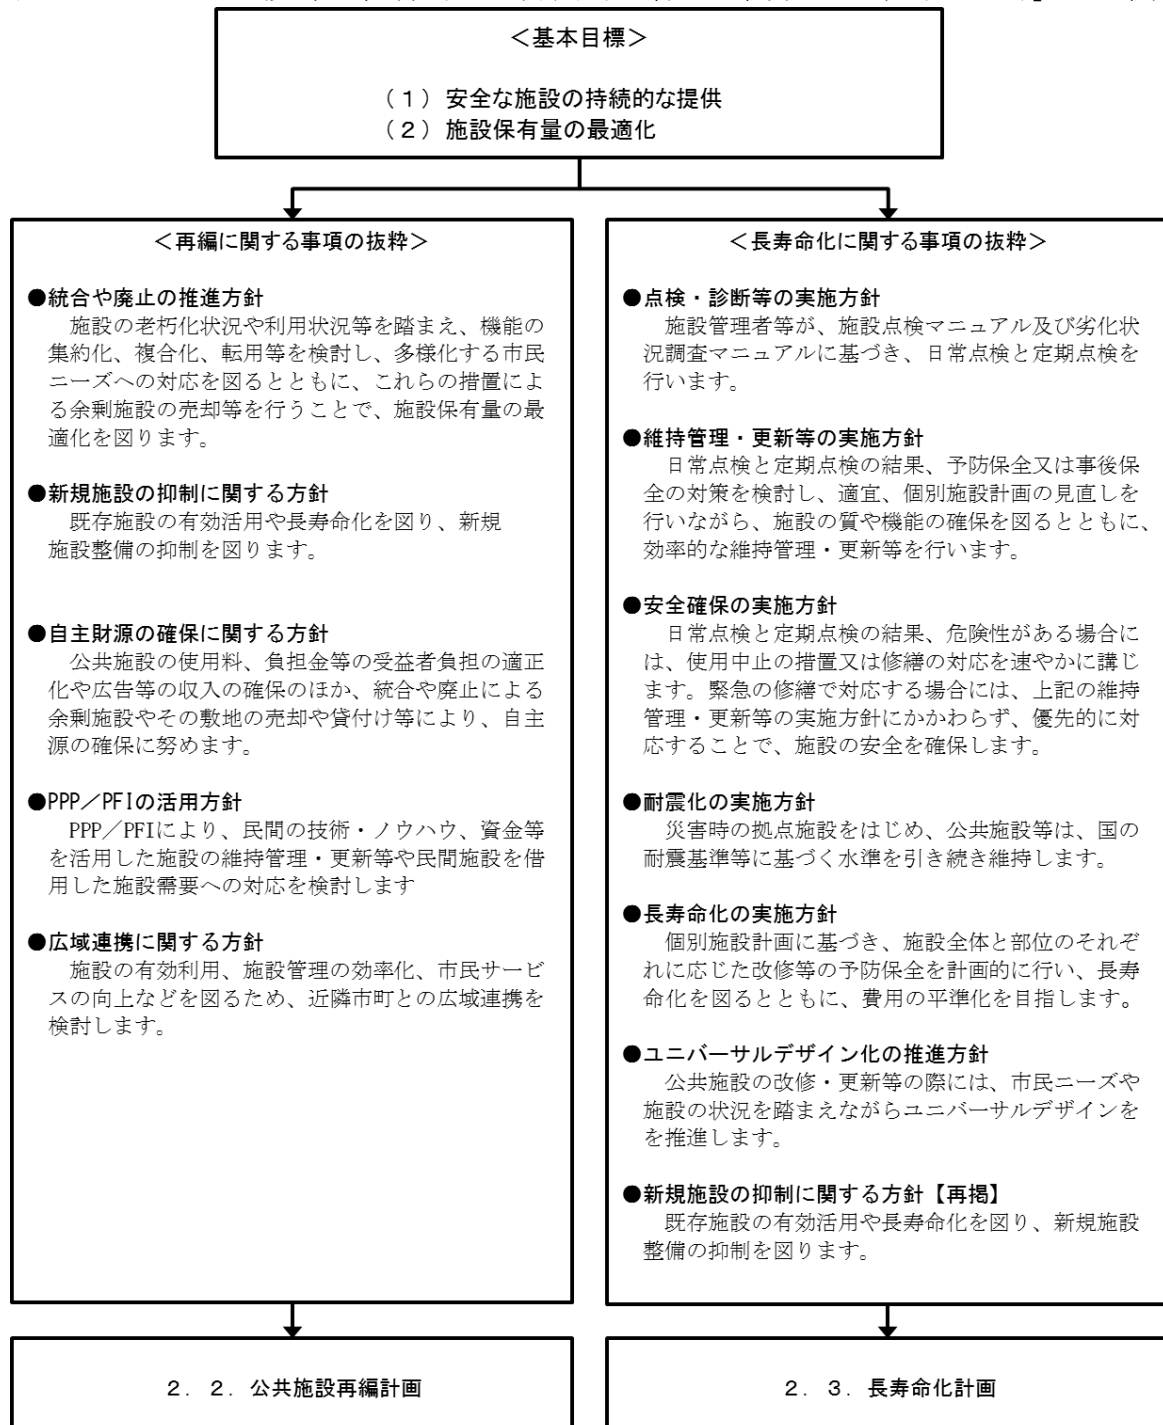 ＜基本目標＞
（１）安全な施設の持続的な提供
（２）施設保有量の最適化
＜再編に関する事項の抜粋＞
●統合や廃止の推進方針
施設の老朽化状況や利用状況等を踏まえ、機能の
集約化、複合化、転用等を検討し、多様化する市民
ニーズへの対応を図るとともに、これらの措置によ
る余剰施設の売却等を行うことで、施設保有量の最
適化を図ります。
●新規施設の抑制に関する方針
既存施設の有効活用や長寿命化を図り、新規
施設整備の抑制を図ります。
●自主財源の確保に関する方針
公共施設の使用料、負担金等の受益者負担の適正
化や広告等の収入の確保のほか、統合や廃止による
余剰施設やその敷地の売却や貸付け等により、自主
源の確保に努めます。
●PPP／PFIの活用方針
PPP／PFIにより、民間の技術・ノウハウ、資金等
を活用した施設の維持管理・更新等や民間施設を借
用した施設需要への対応を検討します
●広域連携に関する方針
施設の有効利用、施設管理の効率化、市民サービ
スの向上などを図るため、近隣市町との広域連携を
検討します。
＜長寿命化に関する事項の抜粋＞
●点検・診断等の実施方針
施設管理者等が、施設点検マニュアル及び劣化状
況調査マニュアルに基づき、日常点検と定期点検を
行います。
●維持管理・更新等の実施方針
日常点検と定期点検の結果、予防保全又は事後保
全の対策を検討し、適宜、個別施設計画の見直しを
行いながら、施設の質や機能の確保を図るとともに、
効率的な維持管理・更新等を行います。
●安全確保の実施方針
日常点検と定期点検の結果、危険性がある場合に
は、使用中止の措置又は修繕の対応を速やかに講じ
ます。緊急の修繕で対応する場合には、上記の維持
管理・更新等の実施方針にかかわらず、優先的に対
応することで、施設の安全を確保します。
●耐震化の実施方針
災害時の拠点施設をはじめ、公共施設等は、国の
耐震基準等に基づく水準を引き続き維持します。
●長寿命化の実施方針
個別施設計画に基づき、施設全体と部位のそれぞ
れに応じた改修等の予防保全を計画的に行い、長寿
命化を図るとともに、費用の平準化を目指します。
●ユニバーサルデザイン化の推進方針
公共施設の改修・更新等の際には、市民ニーズや
施設の状況を踏まえながらユニバーサルデザインを
を推進します。
●新規施設の抑制に関する方針【再掲】
既存施設の有効活用や長寿命化を図り、新規施設
整備の抑制を図ります。
２．２．公共施設再編計画
２．３．長寿命化計画